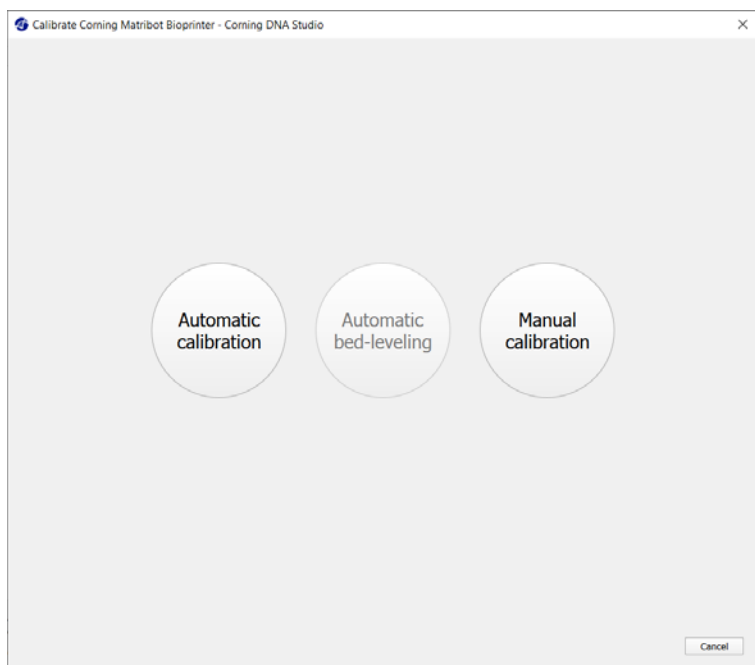 Calibrate Corning Matribot Bioprinter - Corning DNA Studio
Automatic
calibration
Automatic
bed-leveling
Manual
calibration
Cancel